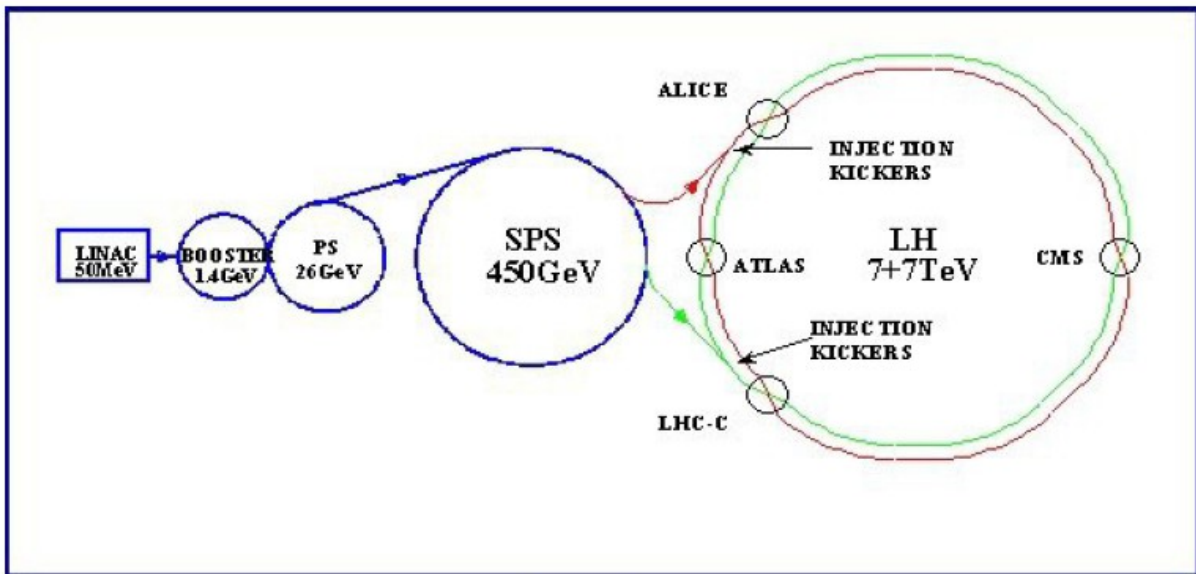 ALICE
INJECTION
KICKERS
LINAC
50MeV
BOOSTER
1.4GeV
PS
26GeV
SPS
450GeV
ATLAS
LH
7+7TeV
CMS
INJECTION
KICKERS
LHC-C